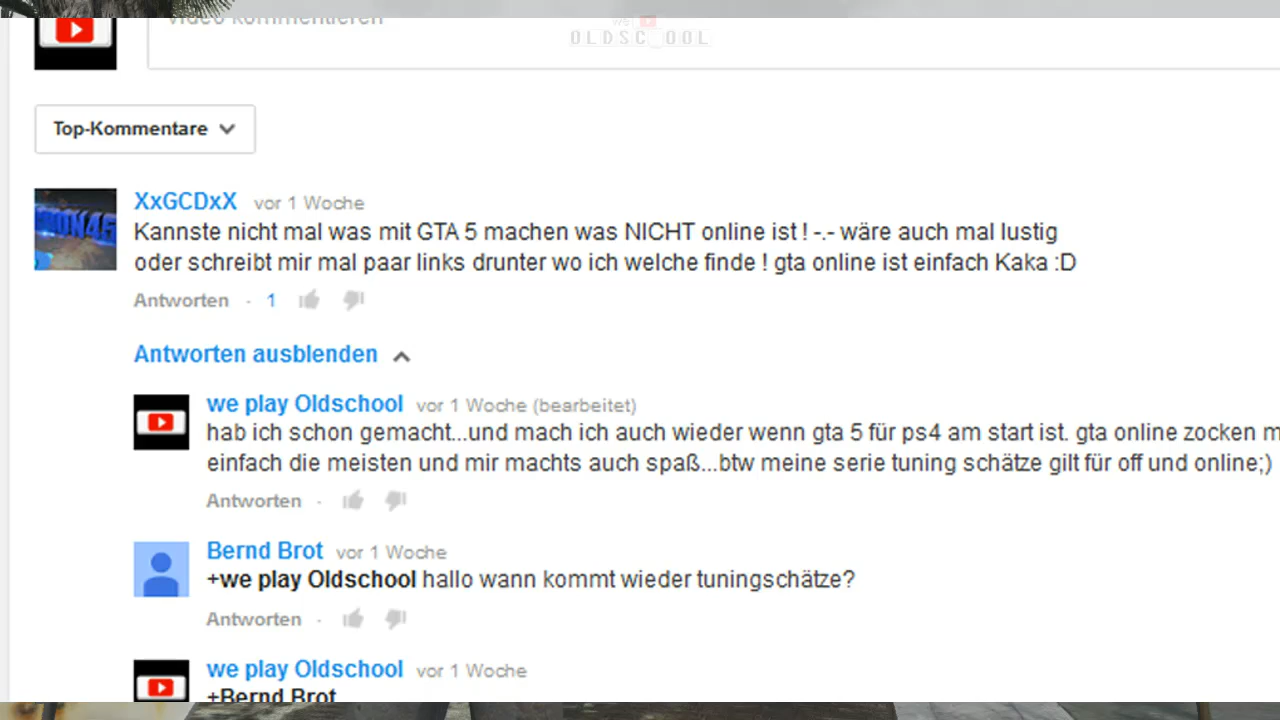 Video kommentieren
we
OLDSCHOOL
Top-Kommentare
XxGCDxX vor 1 Woche
Kannste nicht mal was mit GTA 5 machen was NICHT online ist ! -.- wäre auch mal lustig
oder schreibt mir mal paar links drunter wo ich welche finde ! gta online ist einfach Kaka :D
Antworten · 1
Antworten ausblenden
we play Oldschool vor 1 Woche (bearbeitet)
hab ich schon gemacht...und mach ich auch wieder wenn gta 5 für ps4 am start ist. gta online zocken m
einfach die meisten und mir machts auch spaß...btw meine serie tuning schätze gilt für off und online;)
Antworten ·
Bernd Brot vor 1 Woche
+we play Oldschool hallo wann kommt wieder tuningschätze?
Antworten ·
we play Oldschool vor 1 Woche
+Bernd Brot